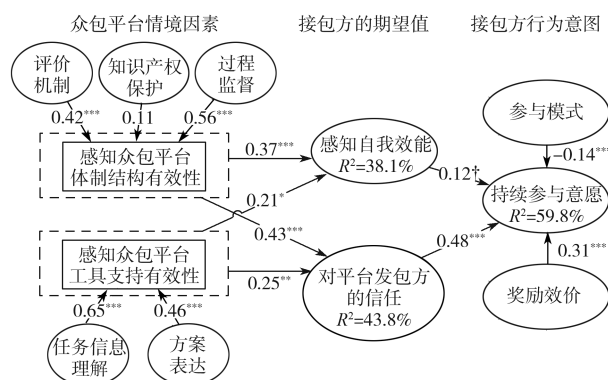 众包平台情境因素
接包方的期望值
接包方行为意图
评价
机制
知识产权
保护
过程
监督
0.42***
0.11
0.56***
感知众包平台
体制结构有效性
0.37***
感知自我效能
R²=38.1%
0.12†
参与模式
−0.14***
持续参与意愿
R²=59.8%
0.21*
0.43***
感知众包平台
工具支持有效性
0.25**
对平台发包方
的信任
R²=43.8%
0.48***
0.31***
奖励效价
0.65***
0.46***
任务信息
理解
方案
表达